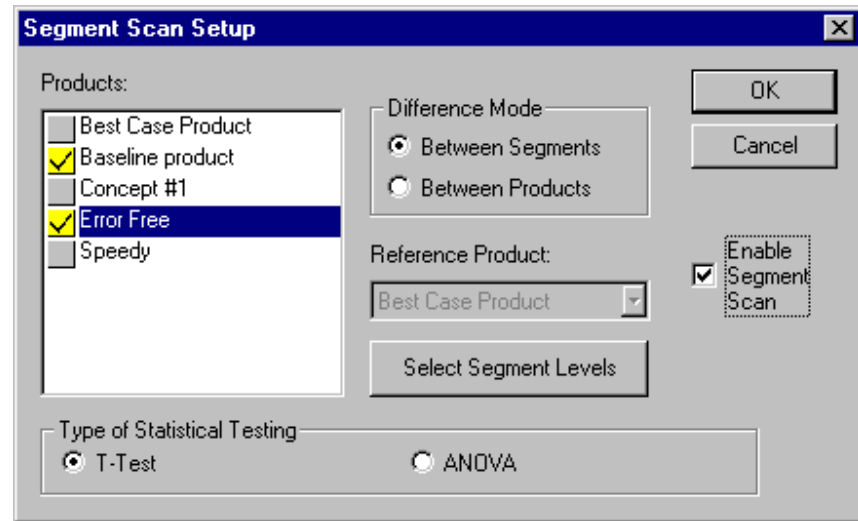 Segment Scan Setup
Products:
Best Case Product
Baseline product
Concept #1
Error Free
Speedy
Difference Mode
Between Segments
Between Products
Reference Product:
Best Case Product
Select Segment Levels
OK
Cancel
Enable
Segment
Scan
Type of Statistical Testing
T-Test
ANOVA